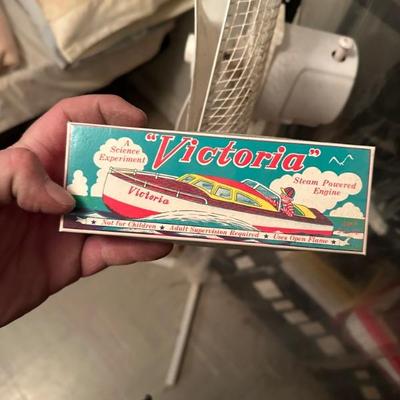 "Victoria"
A
Science
Experiment
Steam Powered
Engine
Victoria
Not for Children ★ Adult Supervision Required ★ Uses Open Flame